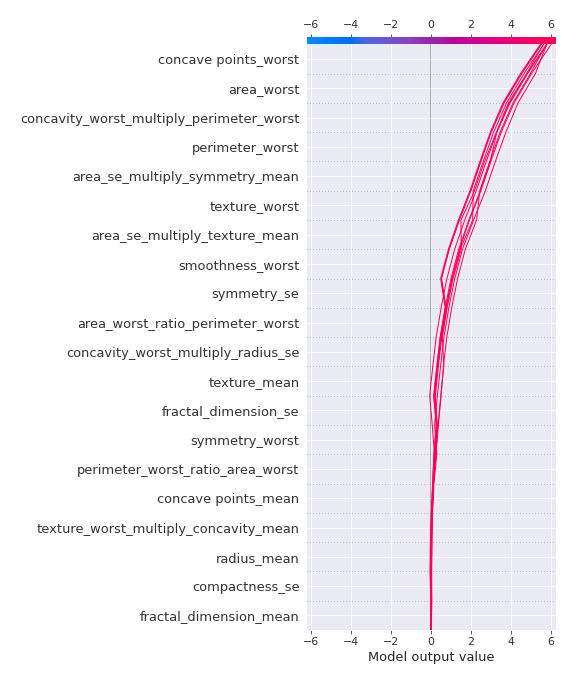 −6 −4 −2 0 2 4 6
concave points_worst
area_worst
concavity_worst_multiply_perimeter_worst
perimeter_worst
area_se_multiply_symmetry_mean
texture_worst
area_se_multiply_texture_mean
smoothness_worst
symmetry_se
area_worst_ratio_perimeter_worst
concavity_worst_multiply_radius_se
texture_mean
fractal_dimension_se
symmetry_worst
perimeter_worst_ratio_area_worst
concave points_mean
texture_worst_multiply_concavity_mean
radius_mean
compactness_se
fractal_dimension_mean
−6 −4 −2 0 2 4 6
Model output value